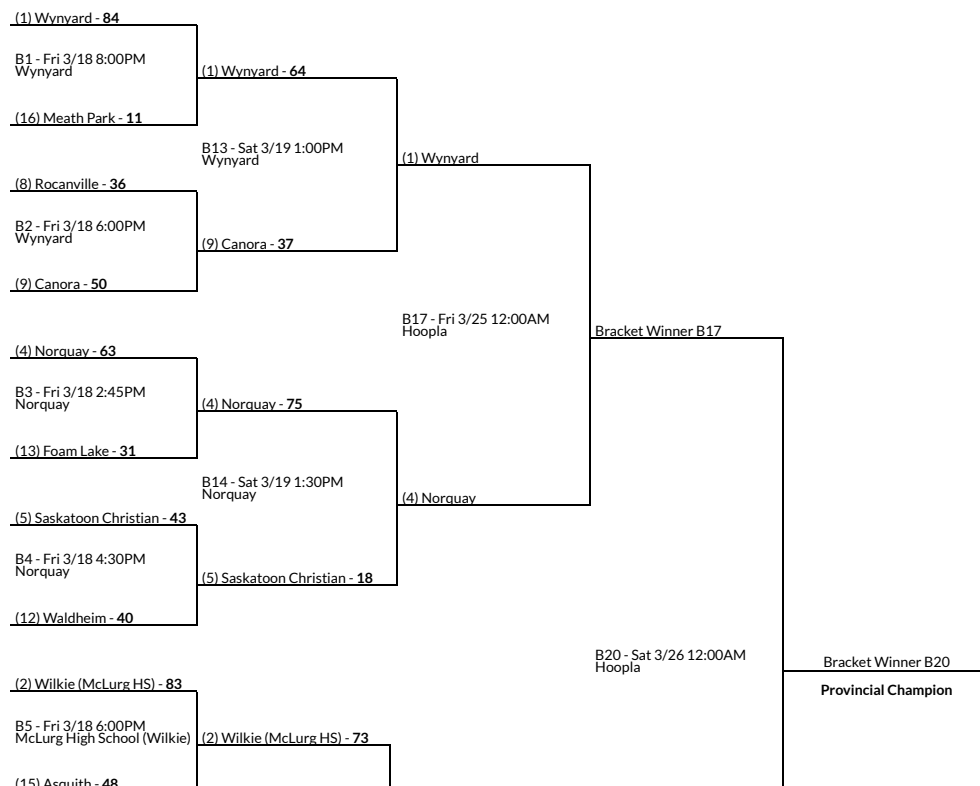 (1) Wynyard - 84
B1 - Fri 3/18 8:00PM
Wynyard
(1) Wynyard - 64
(16) Meath Park - 11
B13 - Sat 3/19 1:00PM
Wynyard
(1) Wynyard
(8) Rocanville - 36
B2 - Fri 3/18 6:00PM
Wynyard
(9) Canora - 37
(9) Canora - 50
B17 - Fri 3/25 12:00AM
Hoopla
Bracket Winner B17
(4) Norquay - 63
B3 - Fri 3/18 2:45PM
Norquay
(4) Norquay - 75
(13) Foam Lake - 31
B14 - Sat 3/19 1:30PM
Norquay
(4) Norquay
(5) Saskatoon Christian - 43
B4 - Fri 3/18 4:30PM
Norquay
(5) Saskatoon Christian - 18
(12) Waldheim - 40
B20 - Sat 3/26 12:00AM
Hoopla
Bracket Winner B20
Provincial Champion
(2) Wilkie (McLurg HS) - 83
B5 - Fri 3/18 6:00PM
McLurg High School (Wilkie)
(2) Wilkie (McLurg HS) - 73
(15) Asquith - 48